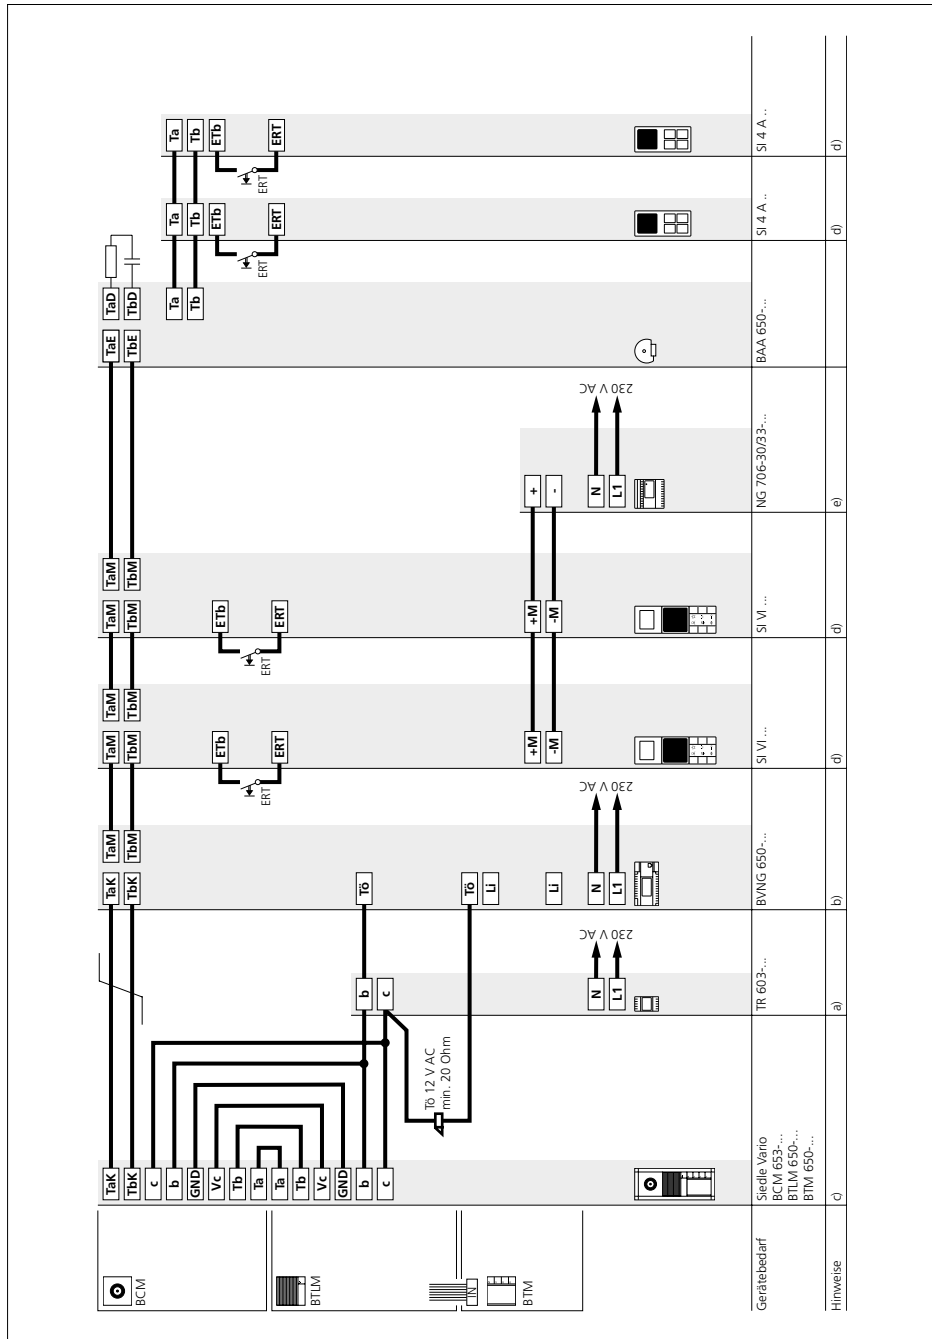 TaK TaK TaM TaM TaM TaM TaM TaE TaD
TbK TbK TbM TbM TbM TbM TbM TbE TbD
BCM
c
b Ta Ta Ta
GND Tb Tb Tb
Vc ETb ETb ETb ETb
Tb
Ta ERT ERT ERT ERT
Ta ERT ERT ERT ERT
Tb
BTLM
Vc
GND
b b Tö
c c
Tö 12 V AC
min. 20 Ohm
IN Tö
Li
BTM
+M +M +
Li -M -M -
N N N
L1 L1 L1
230 V AC 230 V AC 230 V AC
Gerätebedarf Siedle Vario TR 603-... BVNG 650-... SI VI ... SI VI ... NG 706-30/33-... BAA 650-... SI 4 A .. SI 4 A ..
BCM 653-...
BTLM 650-...
BTM 650-...
Hinweise c) a) b) d) d) e) d) d)